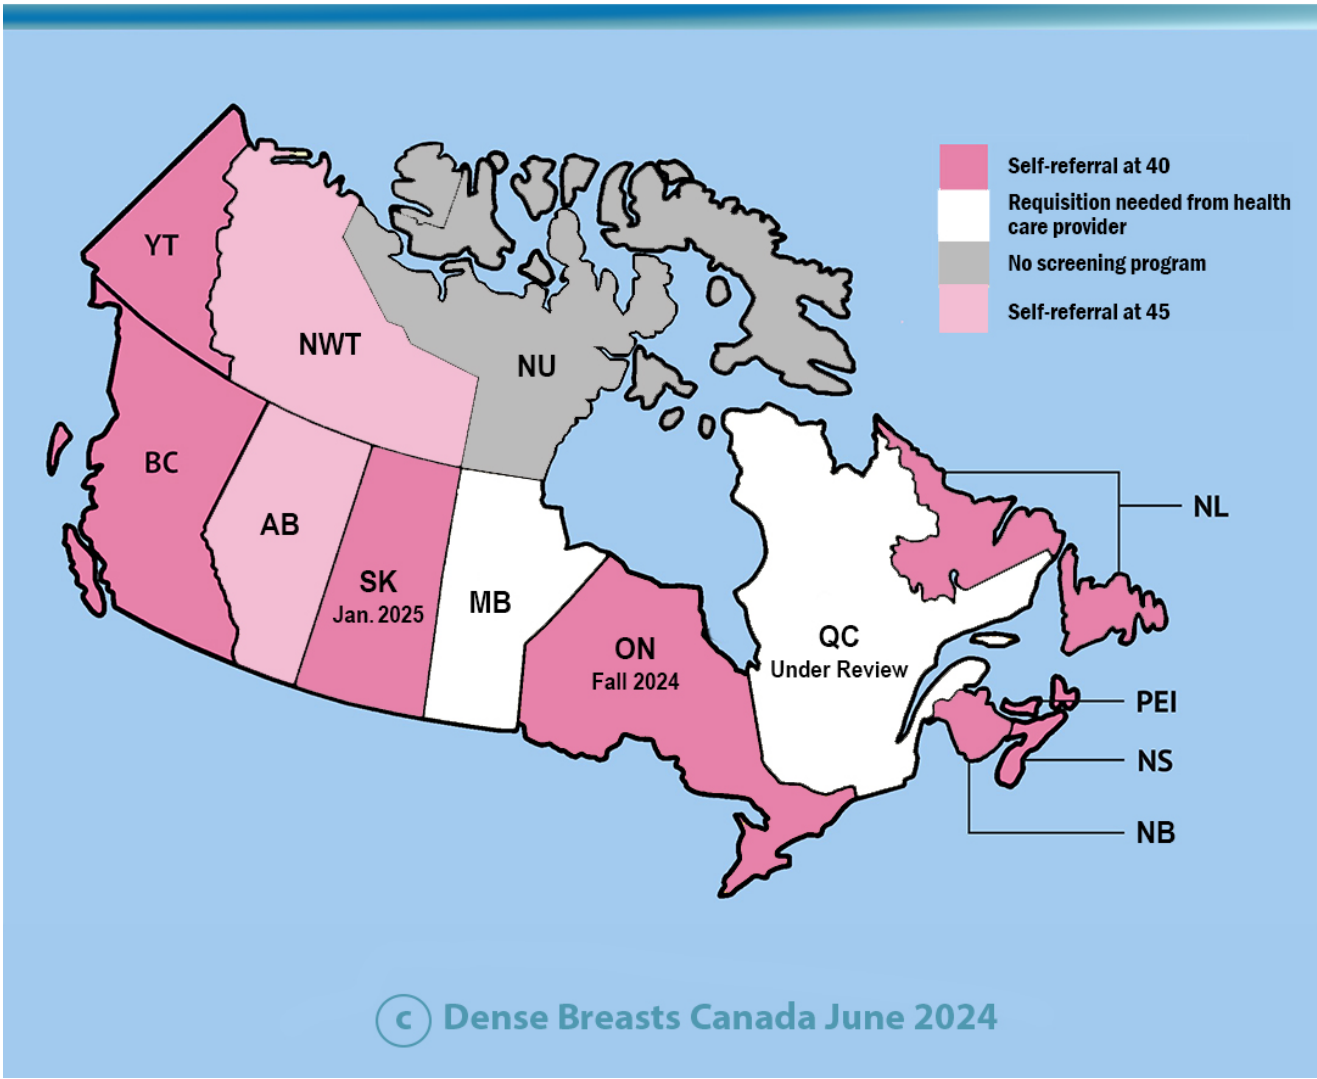 Self-referral at 40
Requisition needed from health
care provider
No screening program
Self-referral at 45
YT
NWT
NU
BC
AB
SK
Jan. 2025
MB
ON
Fall 2024
QC
Under Review
NL
PEI
NS
NB
c Dense Breasts Canada June 2024